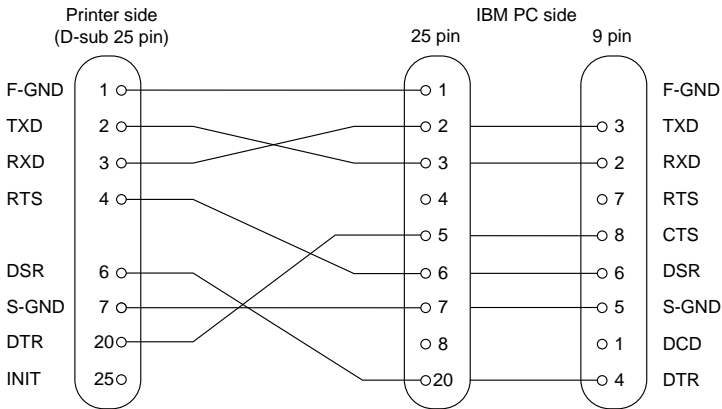 Printer side
(D-sub 25 pin)
IBM PC side
25 pin
9 pin
F-GND 1 1 F-GND
TXD 2 2 3 TXD
RXD 3 3 2 RXD
RTS 4 4 7 RTS
5 8 CTS
DSR 6 6 6 DSR
S-GND 7 7 5 S-GND
DTR 20 8 1 DCD
INIT 25 20 4 DTR